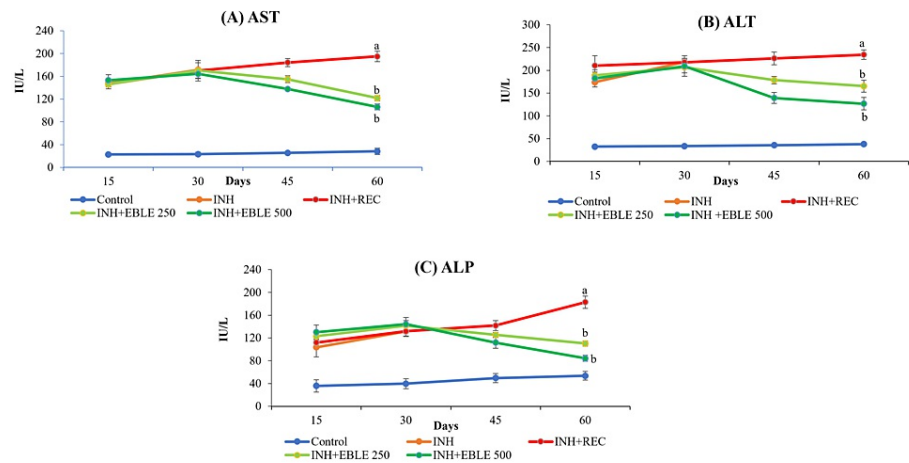 (A) AST
240
200
160
120
80
40
0
IU/L
a
b
b
15 30 45 60
Days
Control INH INH+REC
INH+EBLE 250 INH+EBLE 500
(B) ALT
300
250
200
150
100
50
0
IU/L
a
b
b
15 30 45 60
Days
Control INH INH+REC
INH+EBLE 250 INH +EBLE 500
(C) ALP
240
200
160
120
80
40
0
IU/L
a
b
b
15 30 45 60
Days
Control INH INH+REC
INH+EBLE 250 INH+EBLE 500